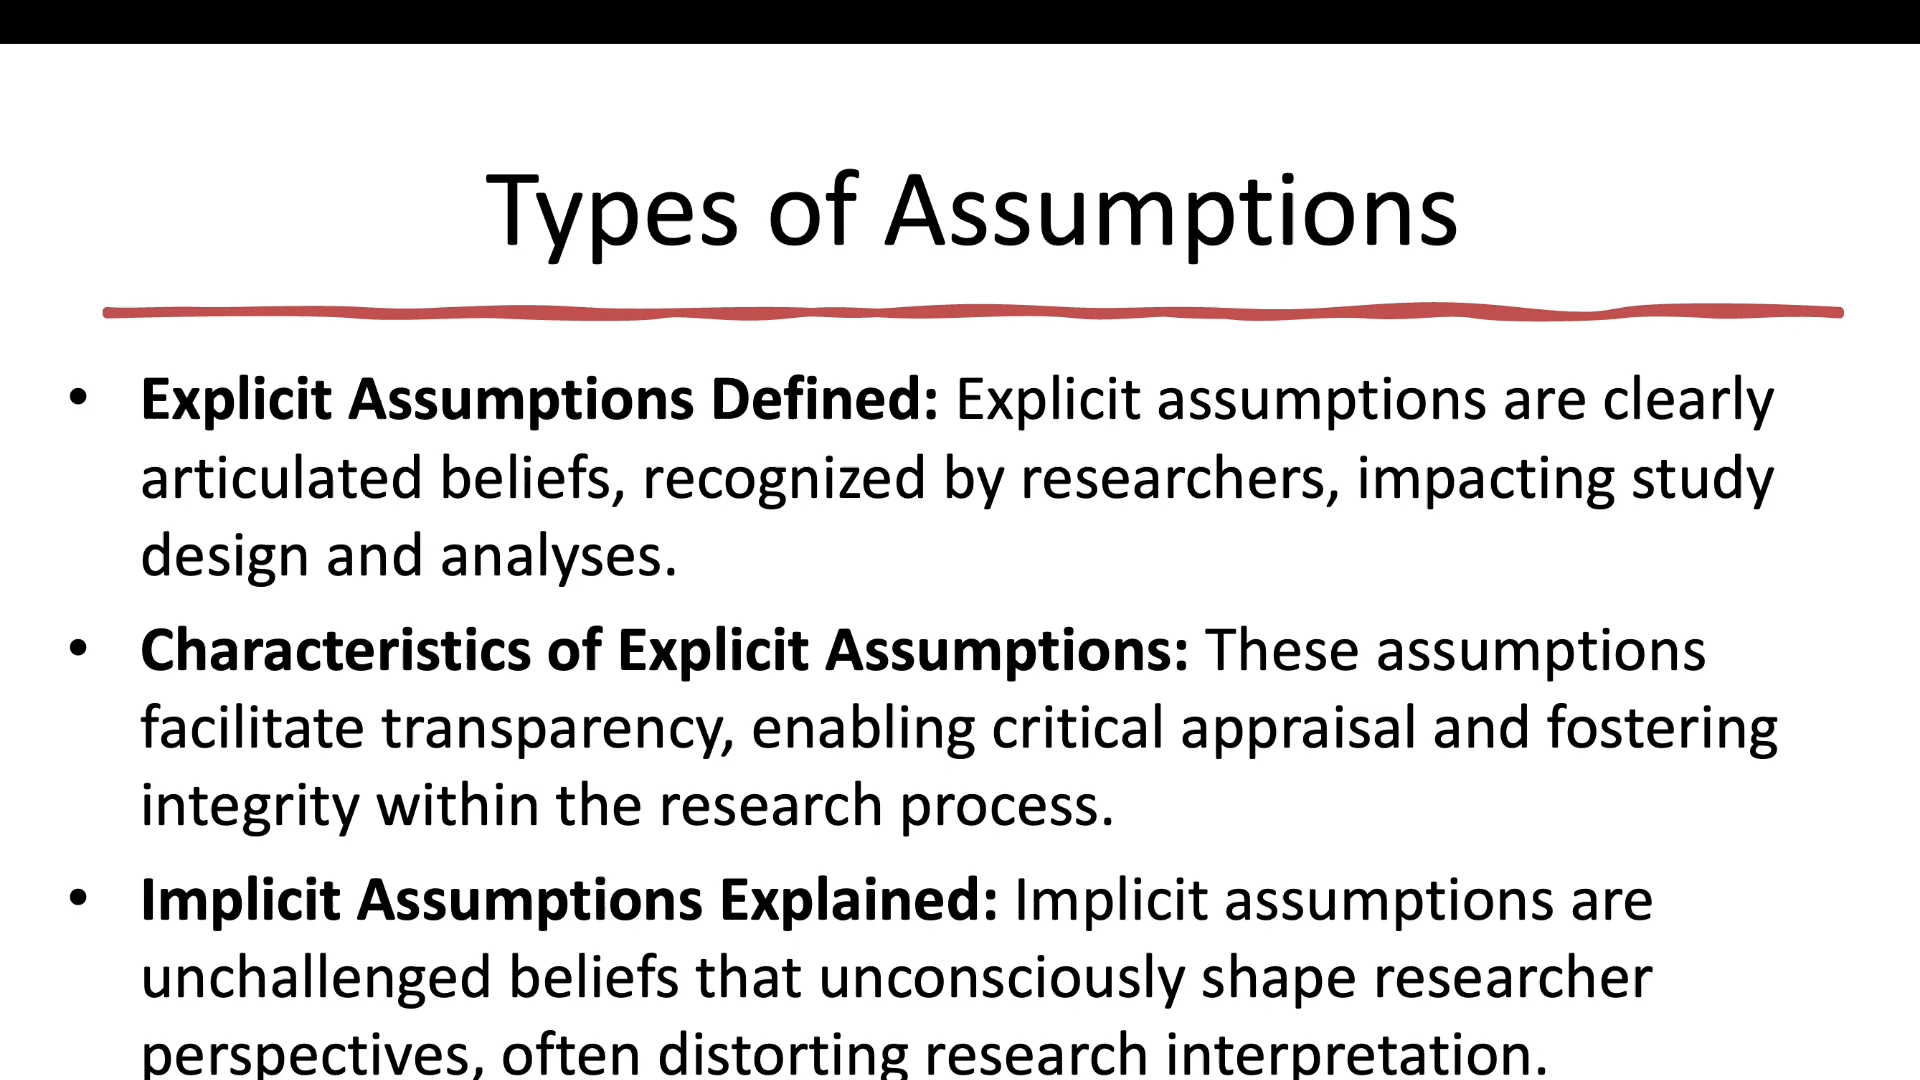 Types of Assumptions
• Explicit Assumptions Defined: Explicit assumptions are clearly
articulated beliefs, recognized by researchers, impacting study
design and analyses.
• Characteristics of Explicit Assumptions: These assumptions
facilitate transparency, enabling critical appraisal and fostering
integrity within the research process.
• Implicit Assumptions Explained: Implicit assumptions are
unchallenged beliefs that unconsciously shape researcher
perspectives, often distorting research interpretation.